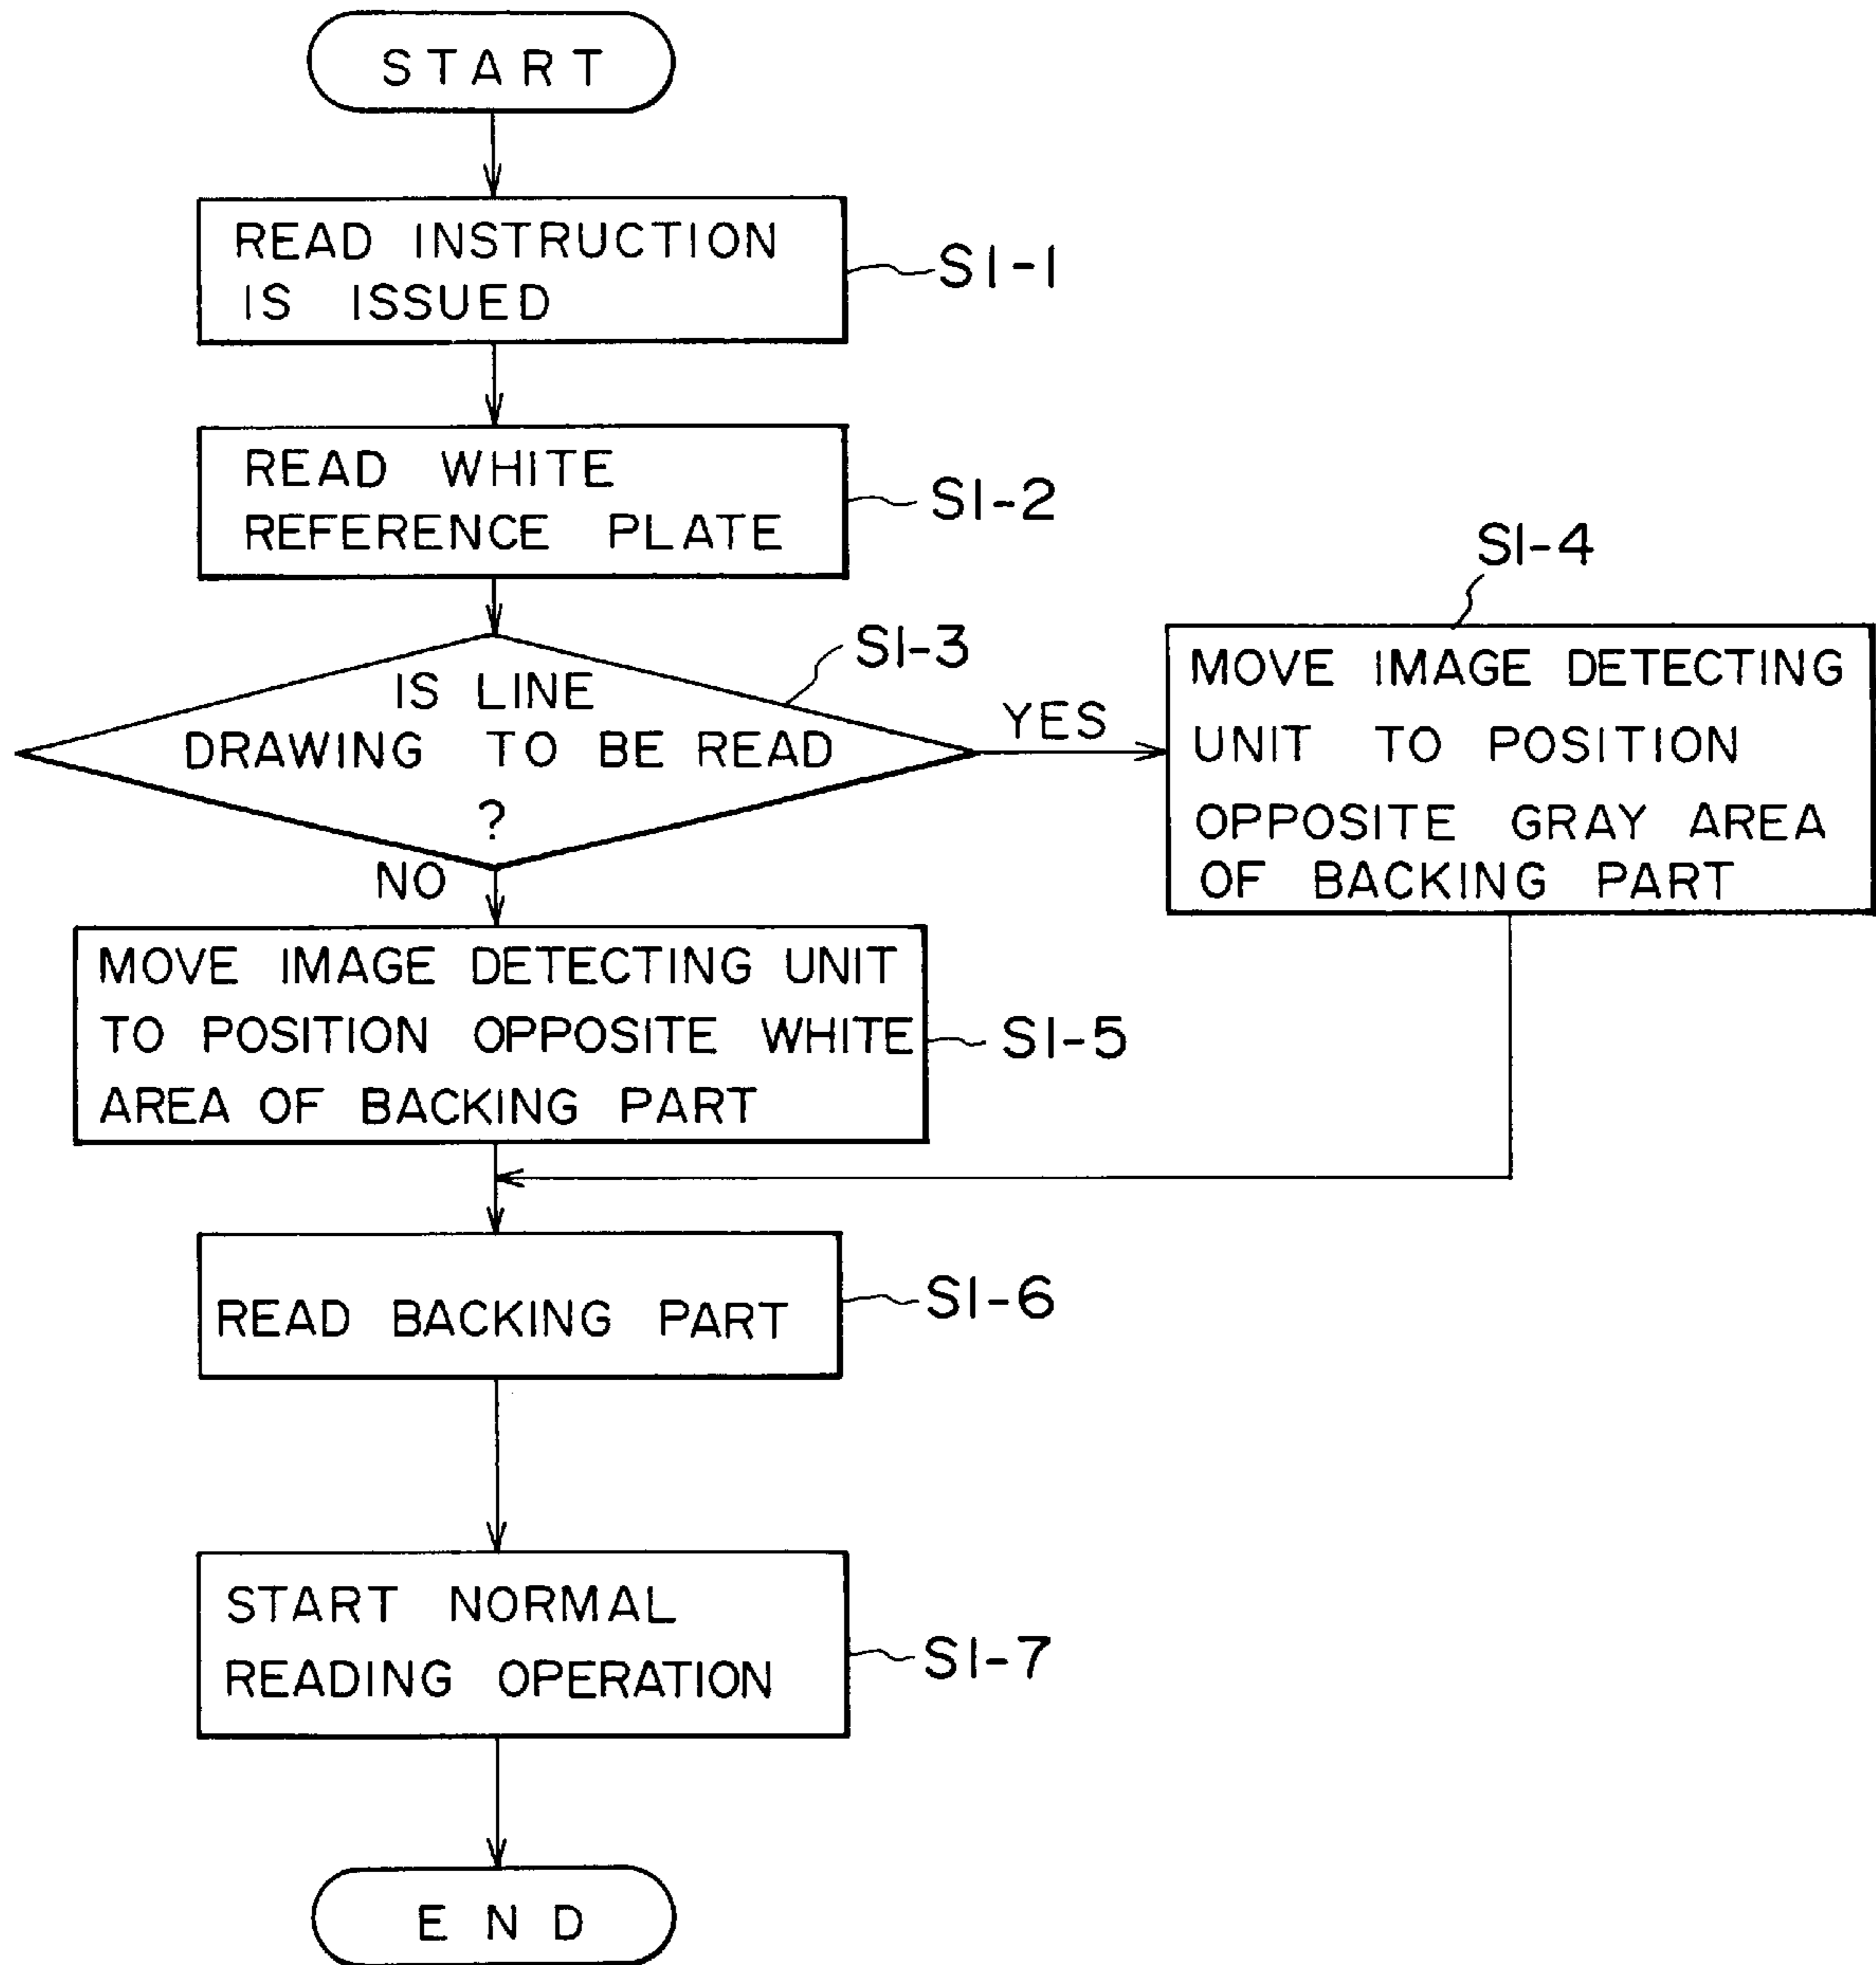 START
READ INSTRUCTION
IS ISSUED
S1-1
READ WHITE
REFERENCE PLATE
S1-2
IS LINE
DRAWING TO BE READ
?
S1-3
YES
MOVE IMAGE DETECTING
UNIT TO POSITION
OPPOSITE GRAY AREA
OF BACKING PART
S1-4
NO
MOVE IMAGE DETECTING UNIT
TO POSITION OPPOSITE WHITE
AREA OF BACKING PART
S1-5
READ BACKING PART
S1-6
START NORMAL
READING OPERATION
S1-7
END